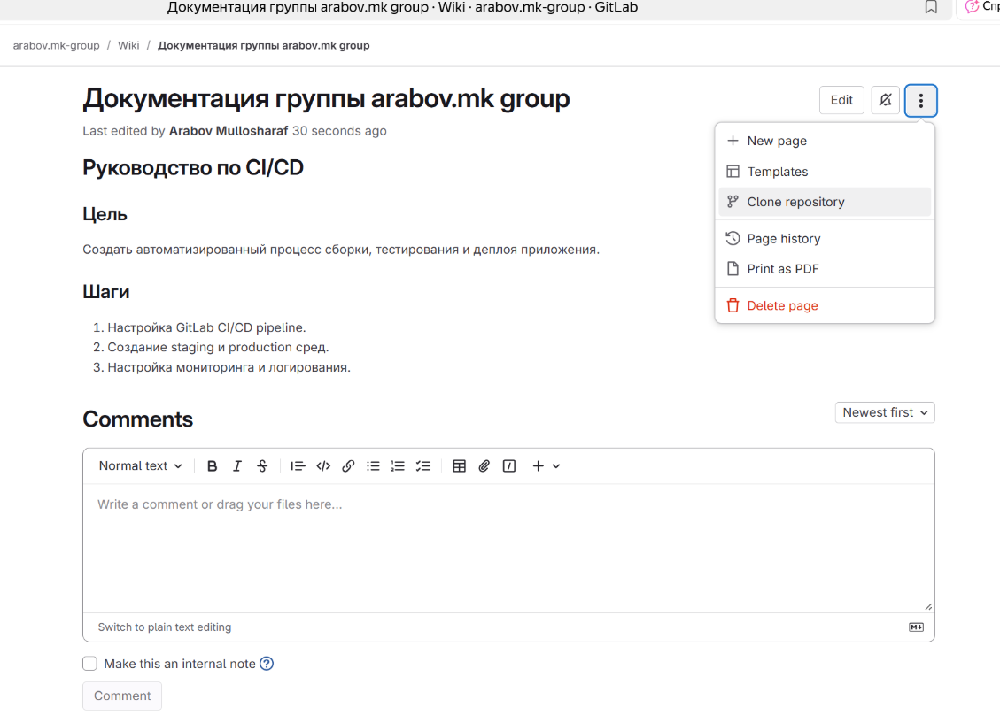 Документация группы arabov.mk group · Wiki · arabov.mk-group · GitLab
Спр
arabov.mk-group / Wiki / Документация группы arabov.mk group
Документация группы arabov.mk group
Edit
Last edited by Arabov Mullosharaf 30 seconds ago
New page
Templates
Clone repository
Page history
Print as PDF
Delete page
Руководство по CI/CD
Цель
Создать автоматизированный процесс сборки, тестирования и деплоя приложения.
Шаги
1. Настройка GitLab CI/CD pipeline.
2. Создание staging и production сред.
3. Настройка мониторинга и логирования.
Comments
Newest first
Normal text
Write a comment or drag your files here...
Switch to plain text editing
Make this an internal note
Comment